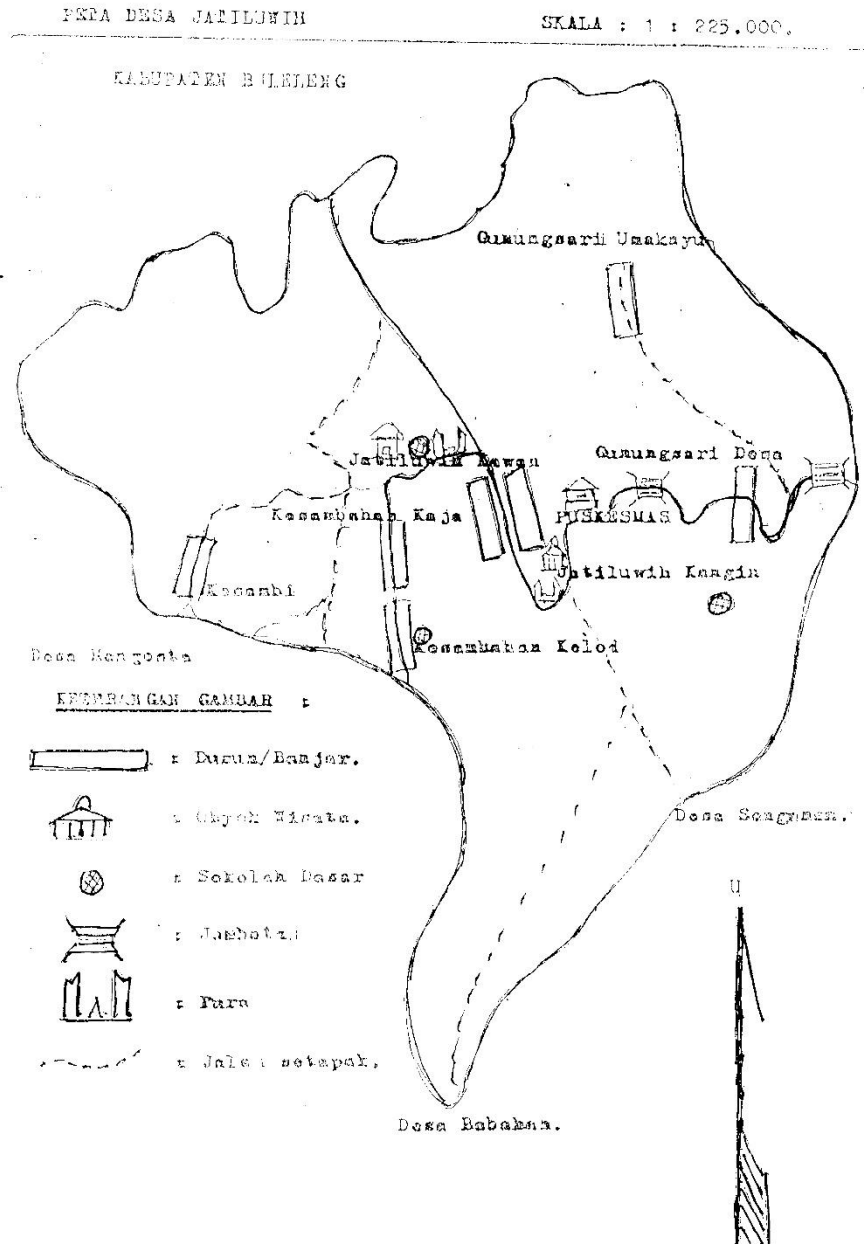 PETA DESA JATILUWIH
SKALA : 1 : 225.000.
KABUPATEN BULELENG
Gunungsari Umakayu
Jatiluwih Kawan
Gunungsari Desa
Kesambahan Kaja
PUSKESMAS
Jatiluwih Kangin
Kesambi
Kesambahan Kelod
Desa Mangesta
KETERANGAN GAMBAR :
: Dusun/Banjar.
: Obyek Wisata.
: Sekolah Dasar
: Jembatan
: Pura
: Jalan setapak.
Desa Senganan.
U
Desa Babahan.